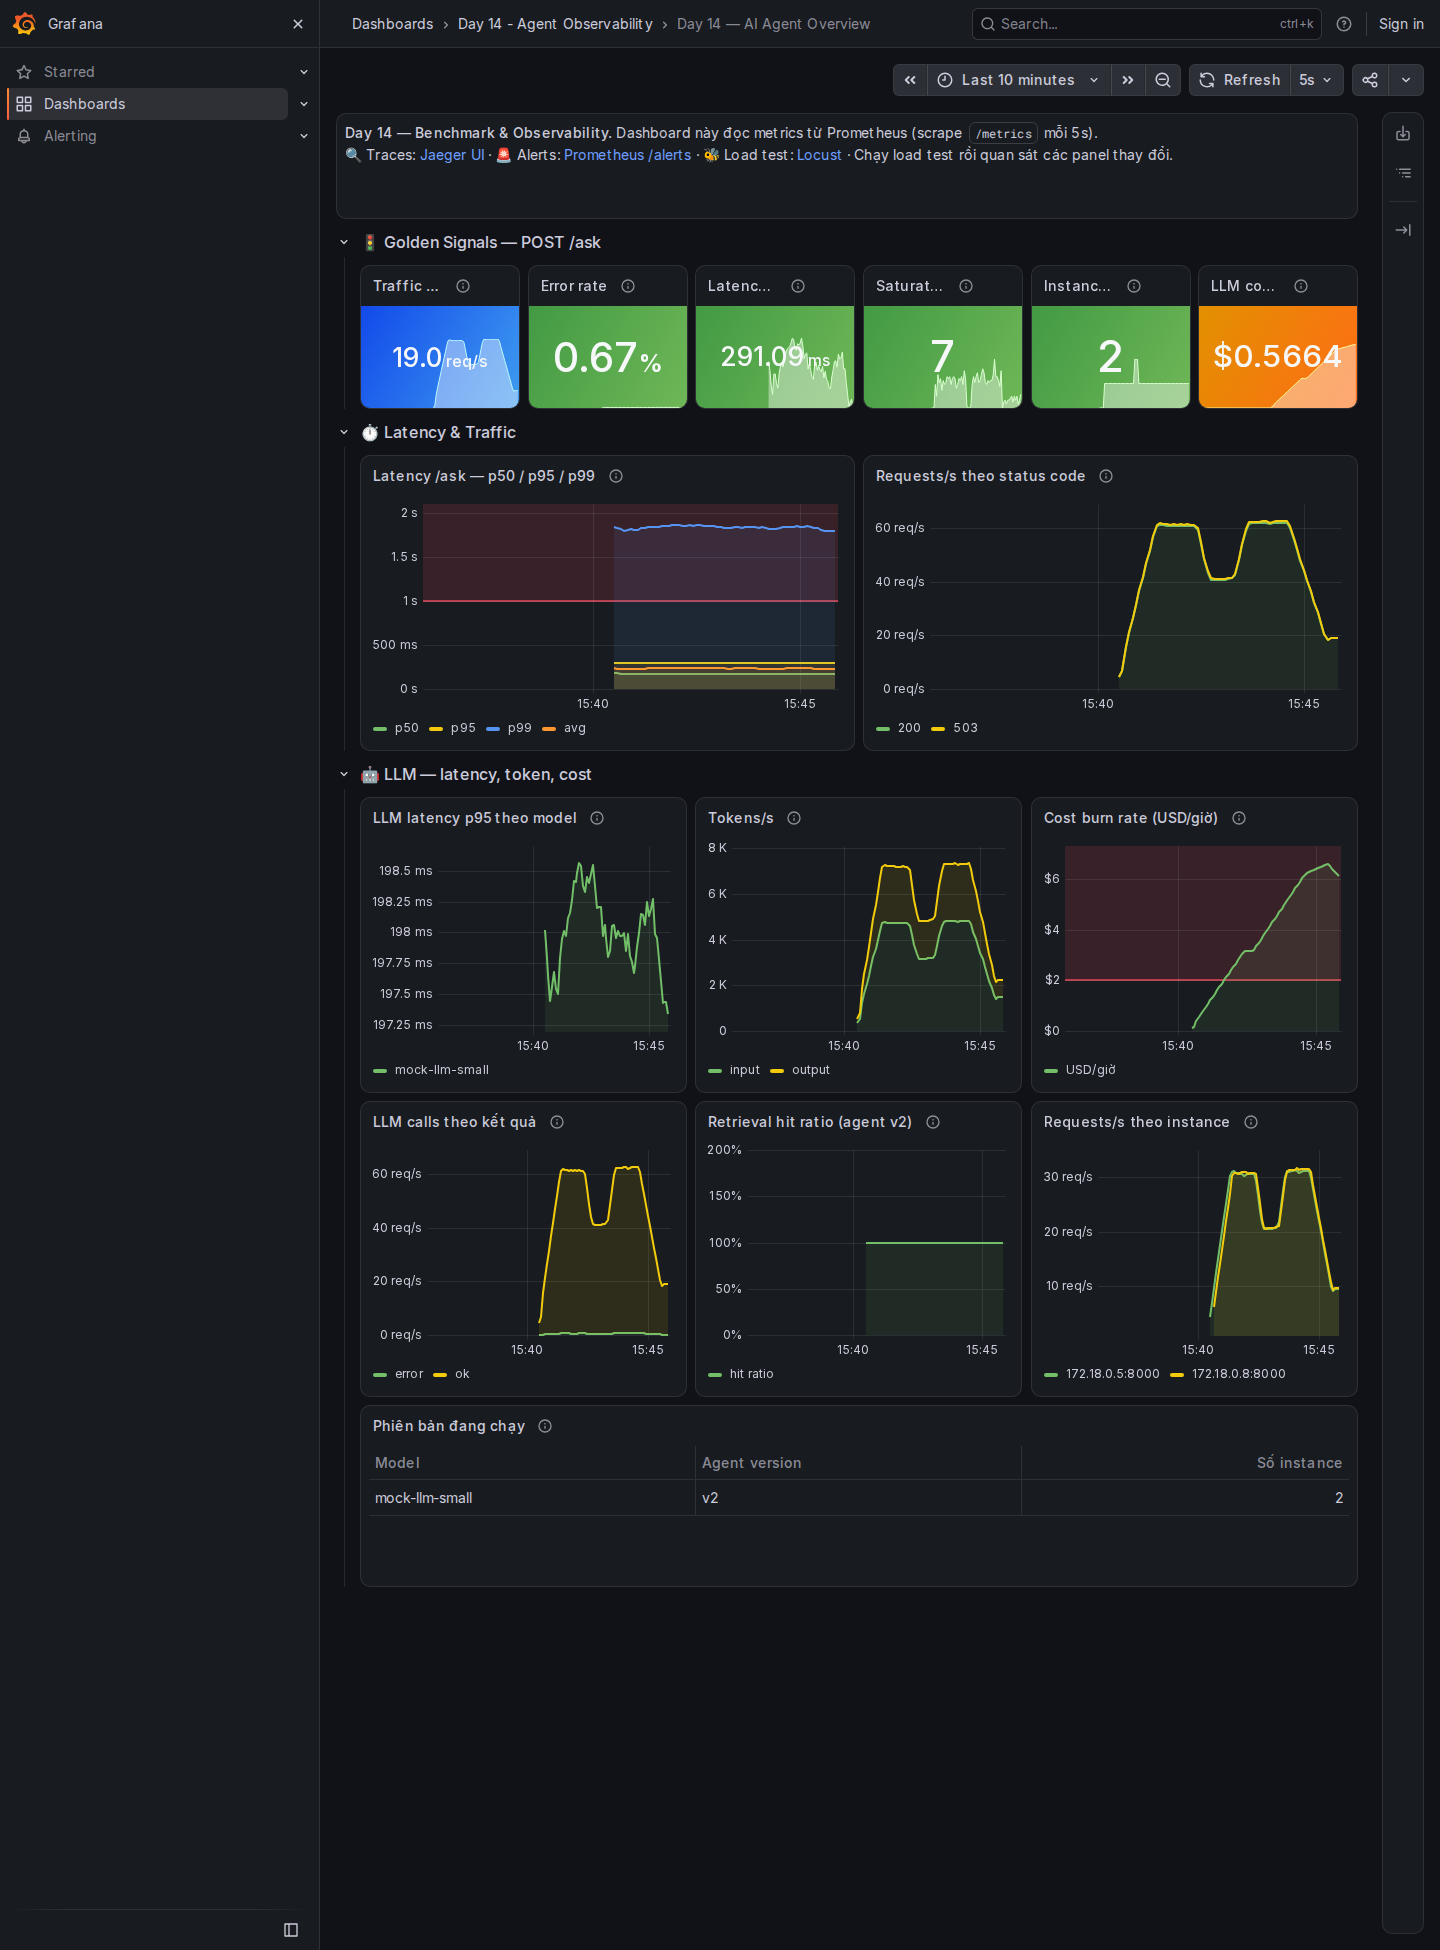 Grafana
Dashboards › Day 14 - Agent Observability › Day 14 — AI Agent Overview
Search...
ctrl+k
Sign in
Starred
Dashboards
Alerting
Last 10 minutes
Refresh
5s
Day 14 — Benchmark & Observability. Dashboard này đọc metrics từ Prometheus (scrape /metrics mỗi 5s).
🔍 Traces: Jaeger UI · 🚨 Alerts: Prometheus /alerts · 🐝 Load test: Locust · Chạy load test rồi quan sát các panel thay đổi.
🚦 Golden Signals — POST /ask
Traffic ...
19.0 req/s
Error rate
0.67%
Latenc...
291.09 ms
Saturat...
7
Instanc...
2
LLM co...
$0.5664
⏱️ Latency & Traffic
Latency /ask — p50 / p95 / p99
2 s
1.5 s
1 s
500 ms
0 s
15:40
15:45
p50
p95
p99
avg
Requests/s theo status code
60 req/s
40 req/s
20 req/s
0 req/s
15:40
15:45
200
503
🤖 LLM — latency, token, cost
LLM latency p95 theo model
198.5 ms
198.25 ms
198 ms
197.75 ms
197.5 ms
197.25 ms
15:40
15:45
mock-llm-small
Tokens/s
8 K
6 K
4 K
2 K
0
15:40
15:45
input
output
Cost burn rate (USD/giờ)
$6
$4
$2
$0
15:40
15:45
USD/giờ
LLM calls theo kết quả
60 req/s
40 req/s
20 req/s
0 req/s
15:40
15:45
error
ok
Retrieval hit ratio (agent v2)
200%
150%
100%
50%
0%
15:40
15:45
hit ratio
Requests/s theo instance
30 req/s
20 req/s
10 req/s
15:40
15:45
172.18.0.5:8000
172.18.0.8:8000
Phiên bản đang chạy
Model
Agent version
Số instance
mock-llm-small
v2
2